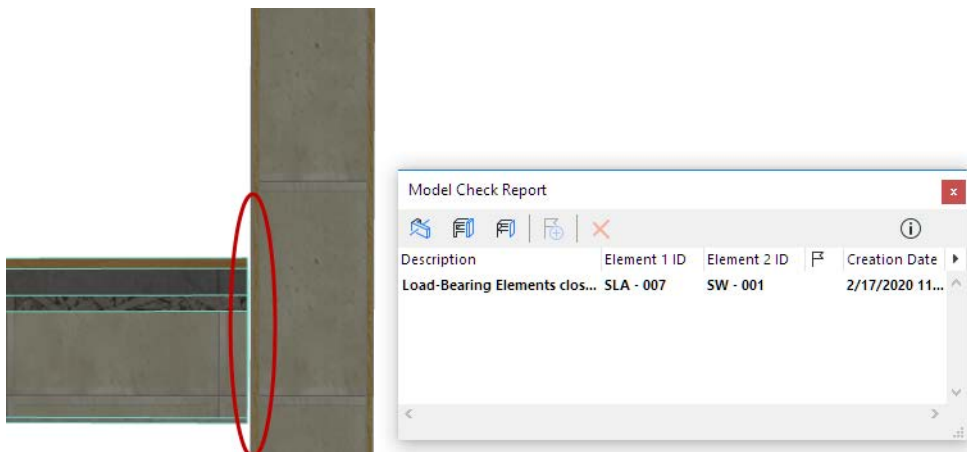 Model Check Report
x
Description Element 1 ID Element 2 ID Creation Date
Load-Bearing Elements clos... SLA - 007 SW - 001 2/17/2020 11...